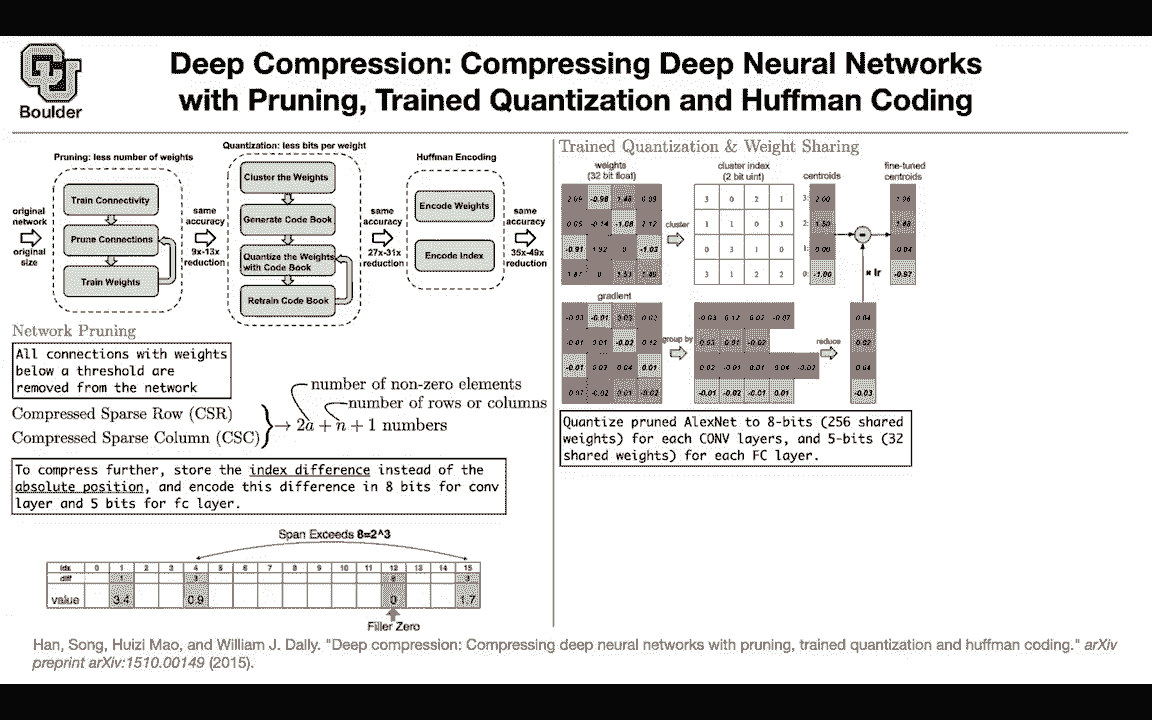 Boulder
Deep Compression: Compressing Deep Neural Networks
with Pruning, Trained Quantization and Huffman Coding
Pruning: less number of weights
Train Connectivity
Prune Connections
Train Weights
original
network
original
size
same
accuracy
9x-13x
reduction
Quantization: less bits per weight
Cluster the Weights
Generate Code Book
Quantize the Weights
with Code Book
Retrain Code Book
same
accuracy
27x-31x
reduction
Huffman Encoding
Encode Weights
Encode Index
same
accuracy
35x-49x
reduction
Network Pruning
All connections with weights
below a threshold are
removed from the network
Compressed Sparse Row (CSR)
Compressed Sparse Column (CSC)
→ 2a + n + 1 numbers
number of non-zero elements
number of rows or columns
To compress further, store the index difference instead of the
absolute position, and encode this difference in 8 bits for conv
layer and 5 bits for fc layer.
Span Exceeds 8=2^3
idx 0 1 2 3 4 5 6 7 8 9 10 11 12 13 14 15
diff 1 3 8 3
value 3.4 0.9 0 1.7
Filler Zero
Trained Quantization & Weight Sharing
weights
(32 bit float)
2.09 -0.98 1.48 0.09
0.05 -0.14 -1.08 2.12
-0.91 1.92 0 -1.03
1.87 0 1.53 1.49
cluster
cluster index
(2 bit uint)
3 0 2 1
1 1 0 3
0 3 1 0
3 1 2 2
centroids
3: 2.00
2: 1.50
1: 0.00
0: -1.00
fine-tuned
centroids
1.96
1.48
-0.04
-0.97
× lr
gradient
-0.03 -0.01 0.03 0.02
-0.01 0.01 -0.02 0.12
-0.01 0.02 0.04 0.01
-0.07 -0.02 0.01 -0.02
group by
-0.03 0.12 0.02 -0.07
0.03 0.01 -0.02
0.02 -0.01 0.01 0.04 -0.02
-0.01 -0.02 -0.01 0.01
reduce
0.04
0.02
0.04
-0.03
Quantize pruned AlexNet to 8-bits (256 shared
weights) for each CONV layers, and 5-bits (32
shared weights) for each FC layer.
Han, Song, Huizi Mao, and William J. Dally. "Deep compression: Compressing deep neural networks with pruning, trained quantization and huffman coding." arXiv
preprint arXiv:1510.00149 (2015).